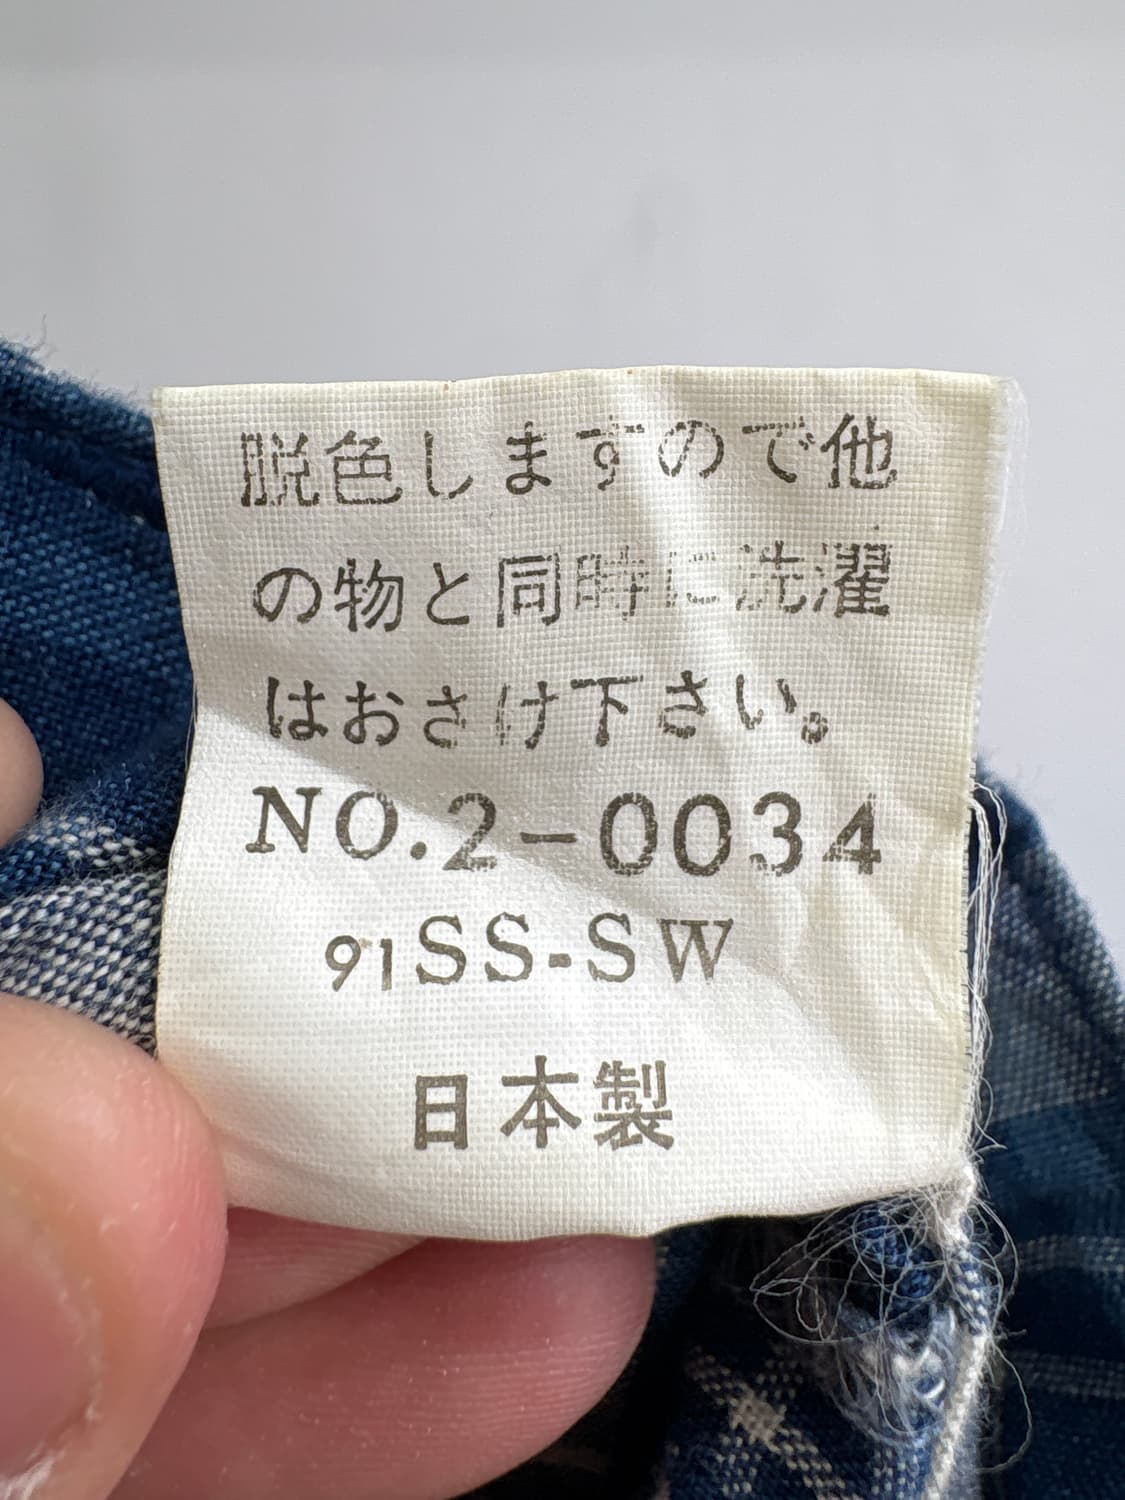 脱色しますので他
の物と同時に洗濯
はおさけ下さい。
NO.2-0034
91SS-SW
日本製